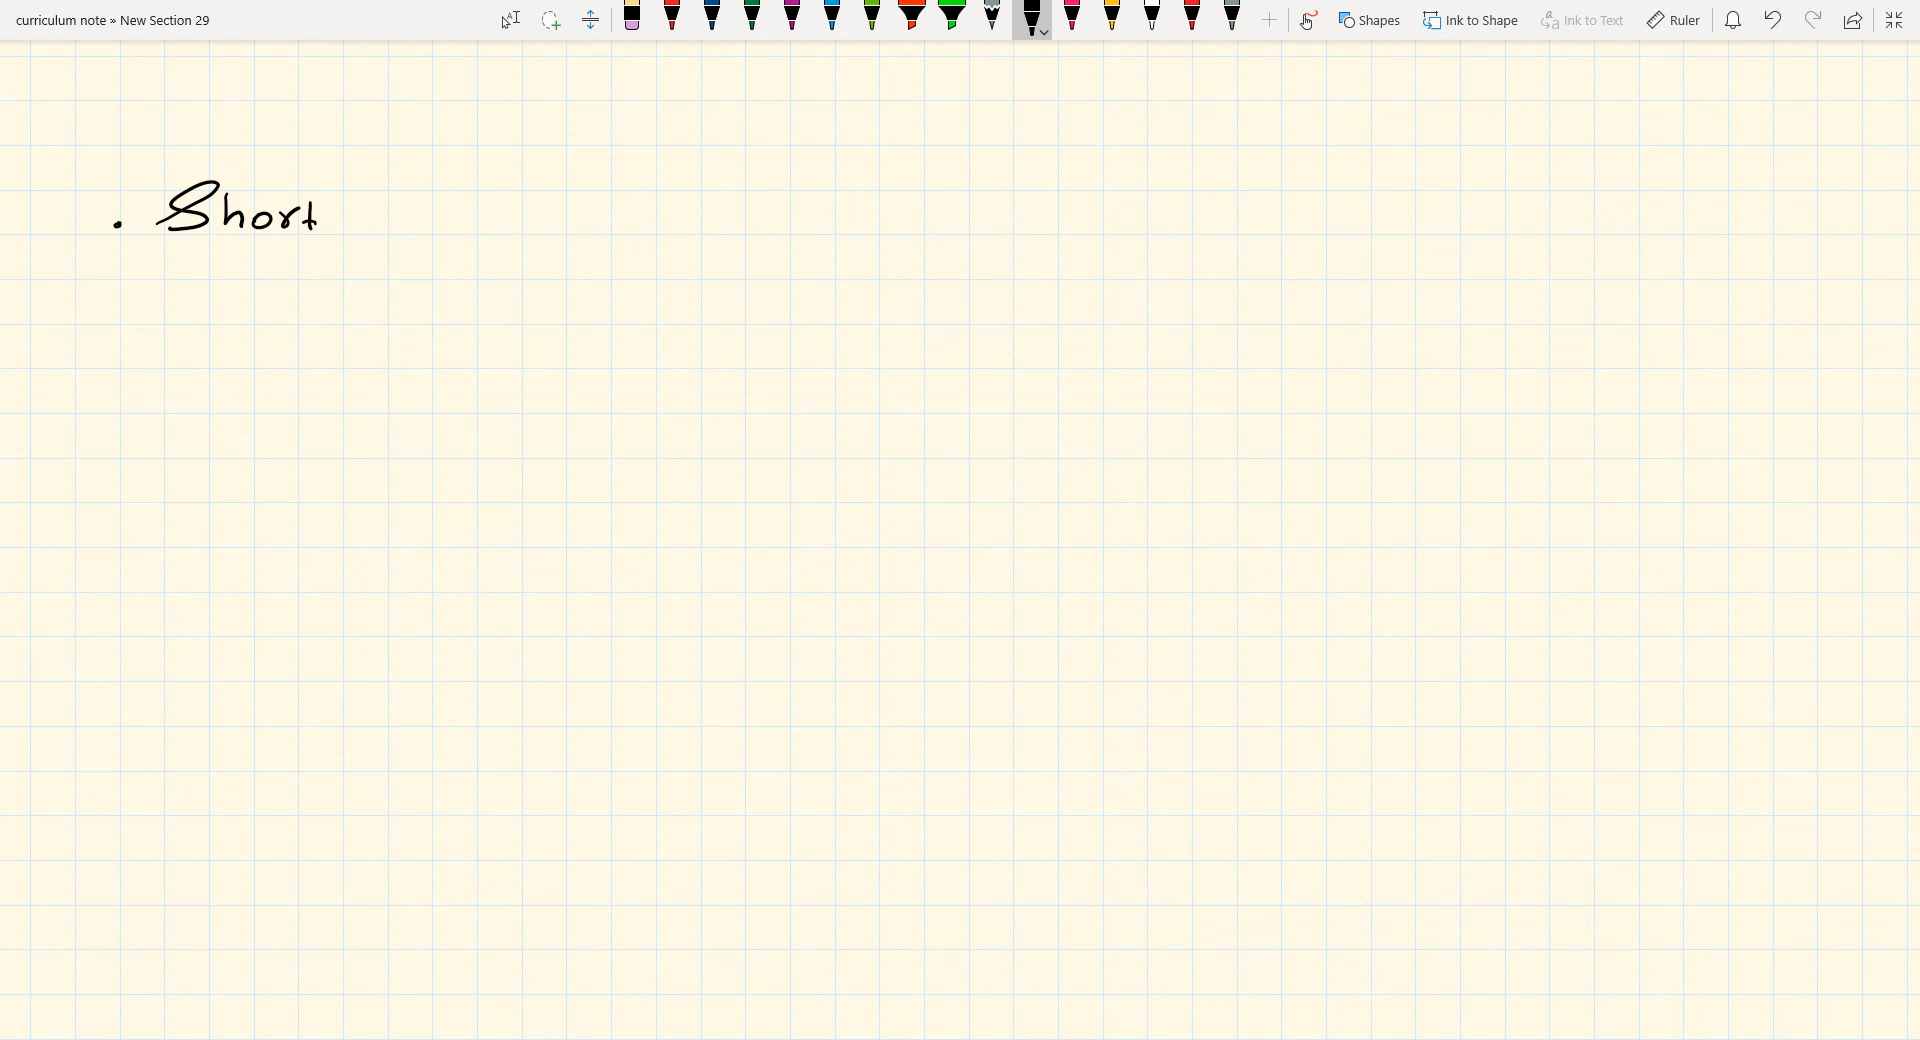 curriculum note » New Section 29 Shapes Ink to Shape Ink to Text Ruler
. Short